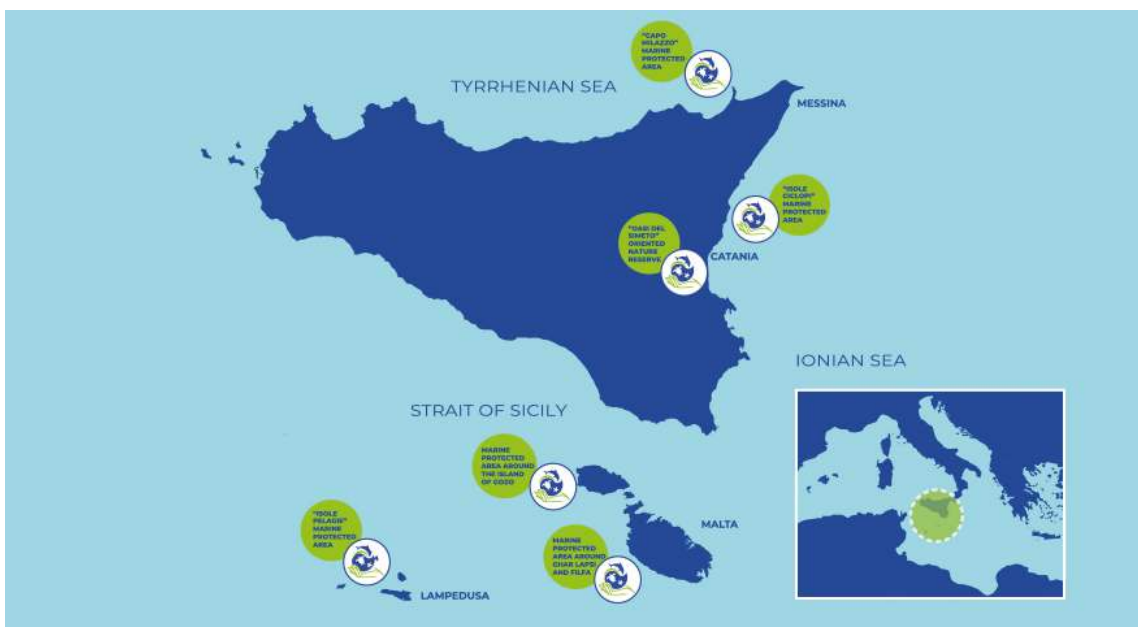 "CAPO
MILAZZO"
MARINE
PROTECTED
AREA
TYRRHENIAN SEA
MESSINA
"ISOLE
CICLOPI"
MARINE
PROTECTED
AREA
"OASI DEL
SIMETO"
ORIENTED
NATURE
RESERVE
CATANIA
IONIAN SEA
STRAIT OF SICILY
MARINE
PROTECTED
AREA AROUND
THE ISLAND
OF GOZO
MALTA
"ISOLE
PELAGIE"
MARINE
PROTECTED
AREA
MARINE
PROTECTED
AREA AROUND
GHAR LAPSI
AND FILFA
LAMPEDUSA